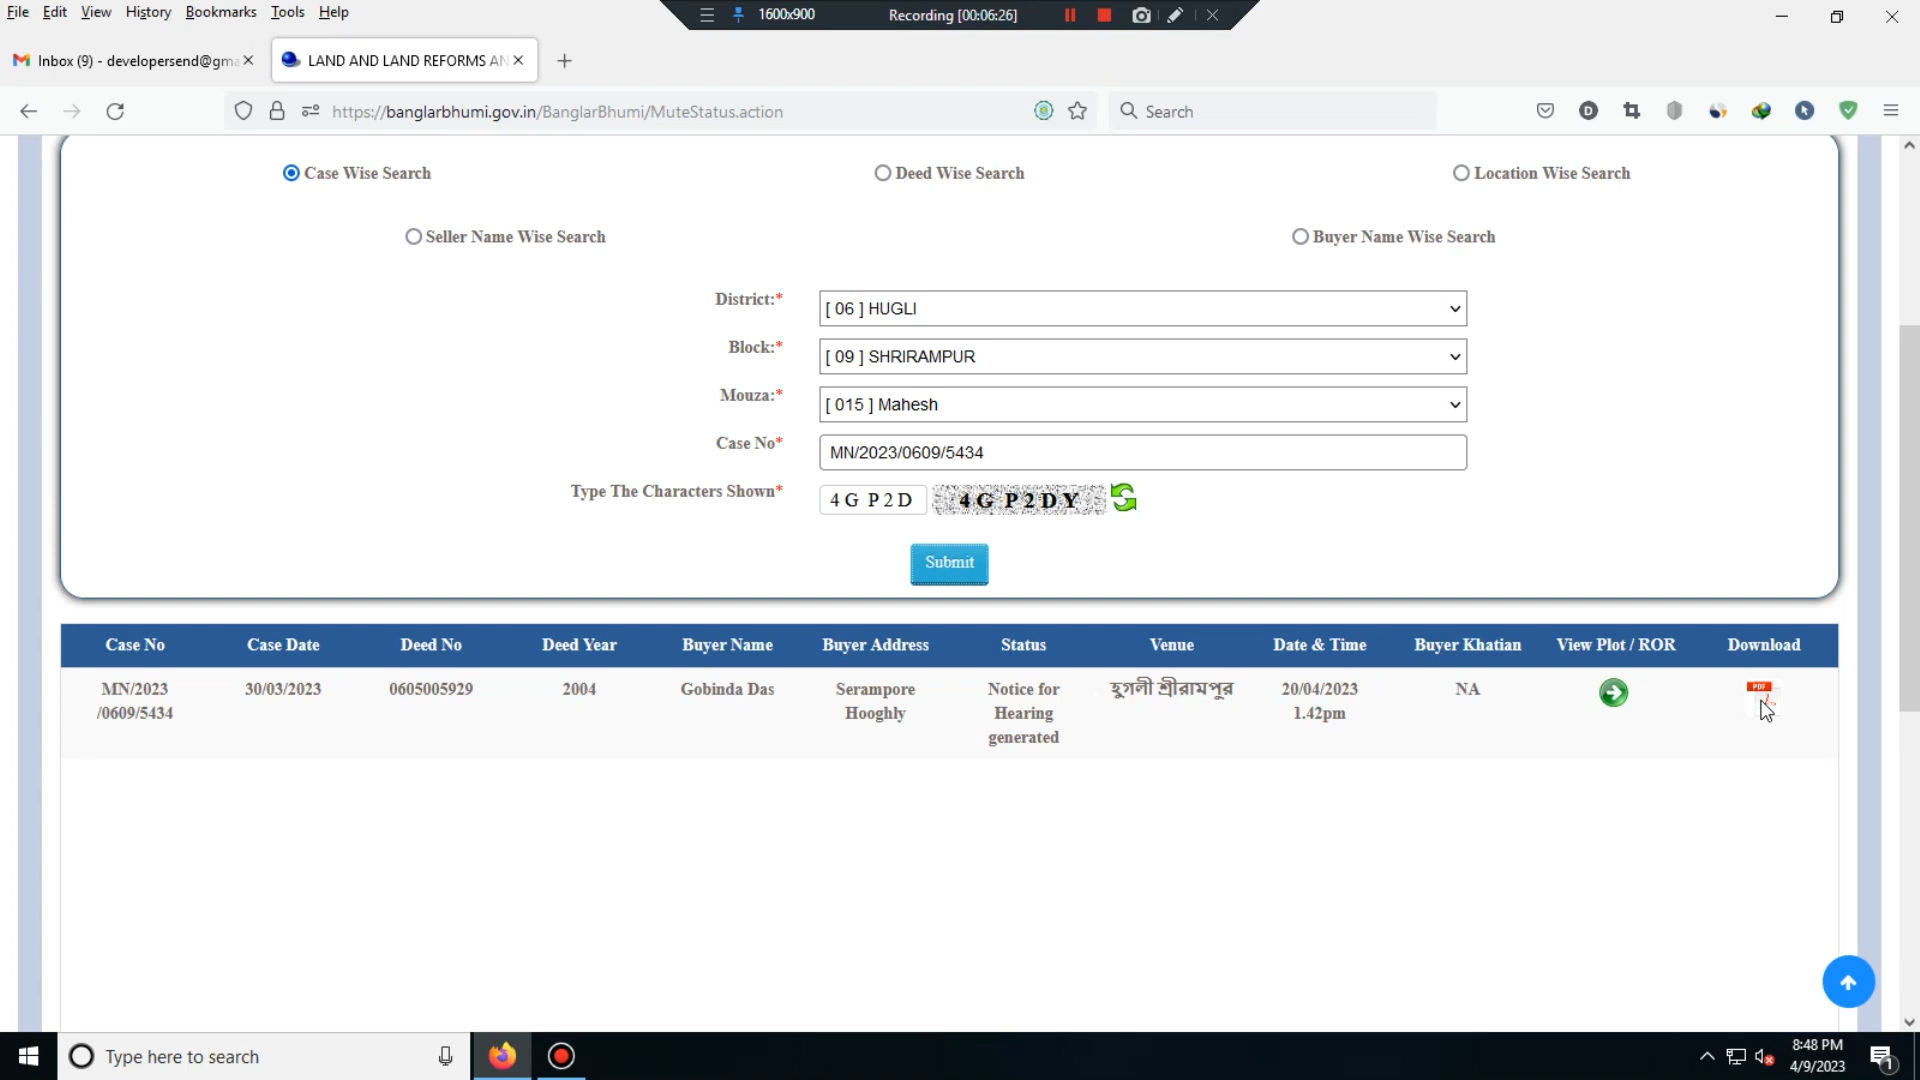 File Edit View History Bookmarks Tools Help
1600x900 Recording [00:06:26]
Inbox (9) - developersend@gma
LAND AND LAND REFORMS AN
https://banglarbhumi.gov.in/BanglarBhumi/MuteStatus.action
Search
Case Wise Search
Deed Wise Search
Location Wise Search
Seller Name Wise Search
Buyer Name Wise Search
District:*
[ 06 ] HUGLI
Block:*
[ 09 ] SHRIRAMPUR
Mouza:*
[ 015 ] Mahesh
Case No*
MN/2023/0609/5434
Type The Characters Shown*
4 G P 2 D
4 G P 2 D Y
Submit
Case No Case Date Deed No Deed Year Buyer Name Buyer Address Status Venue Date & Time Buyer Khatian View Plot / ROR Download
MN/2023 30/03/2023 0605005929 2004 Gobinda Das Serampore Notice for হুগলী শ্রীরামপুর 20/04/2023 NA PDF
/0609/5434 Hooghly Hearing 1.42pm
generated
Type here to search
8:48 PM
4/9/2023
1